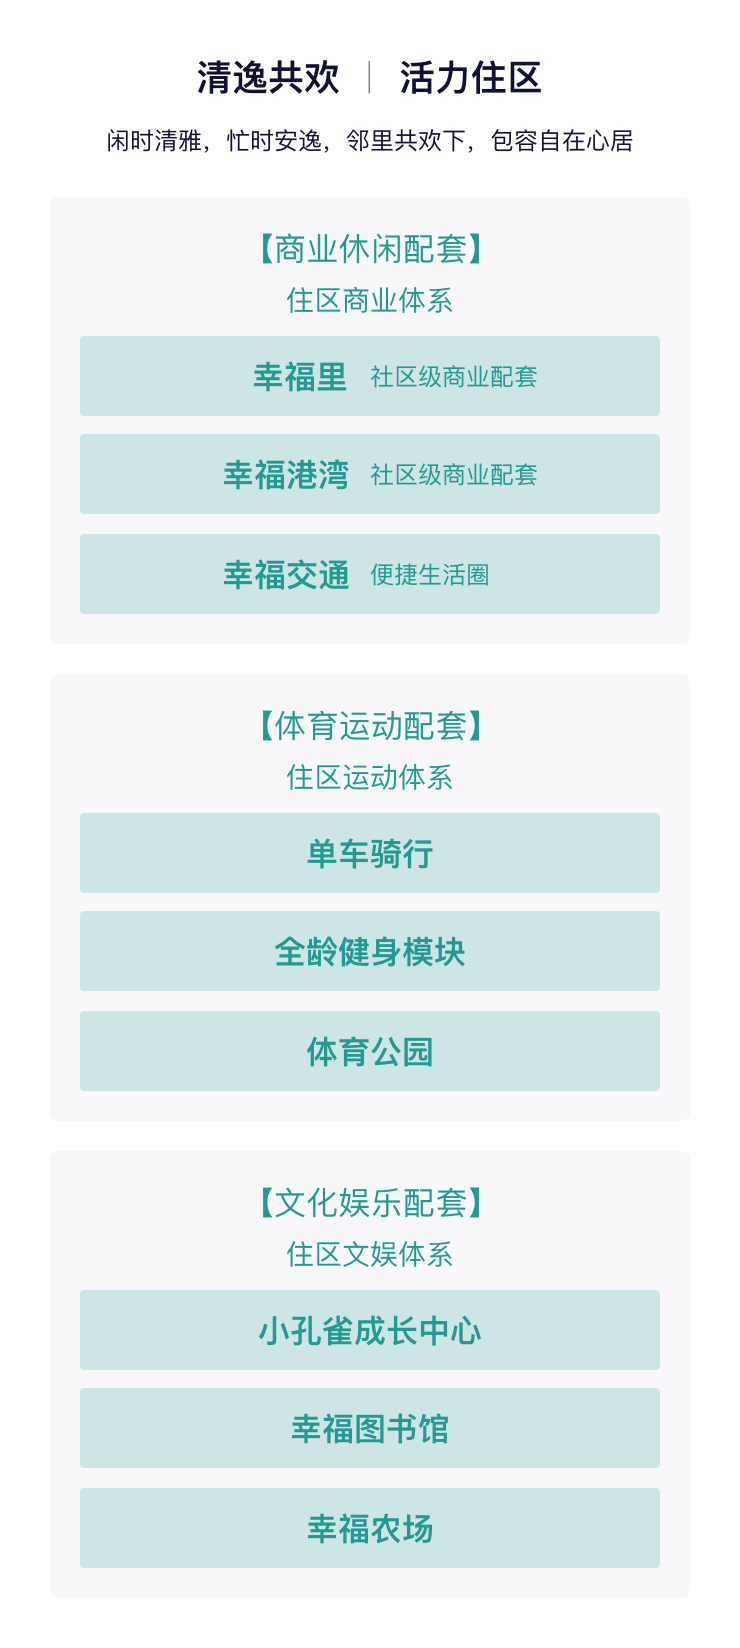 清逸共欢｜活力住区
闲时清雅，忙时安逸，邻里共欢下，包容自在心居
【商业休闲配套】
住区商业体系
幸福里 社区级商业配套
幸福港湾 社区级商业配套
幸福交通 便捷生活圈
【体育运动配套】
住区运动体系
单车骑行
全龄健身模块
体育公园
【文化娱乐配套】
住区文娱体系
小孔雀成长中心
幸福图书馆
幸福农场